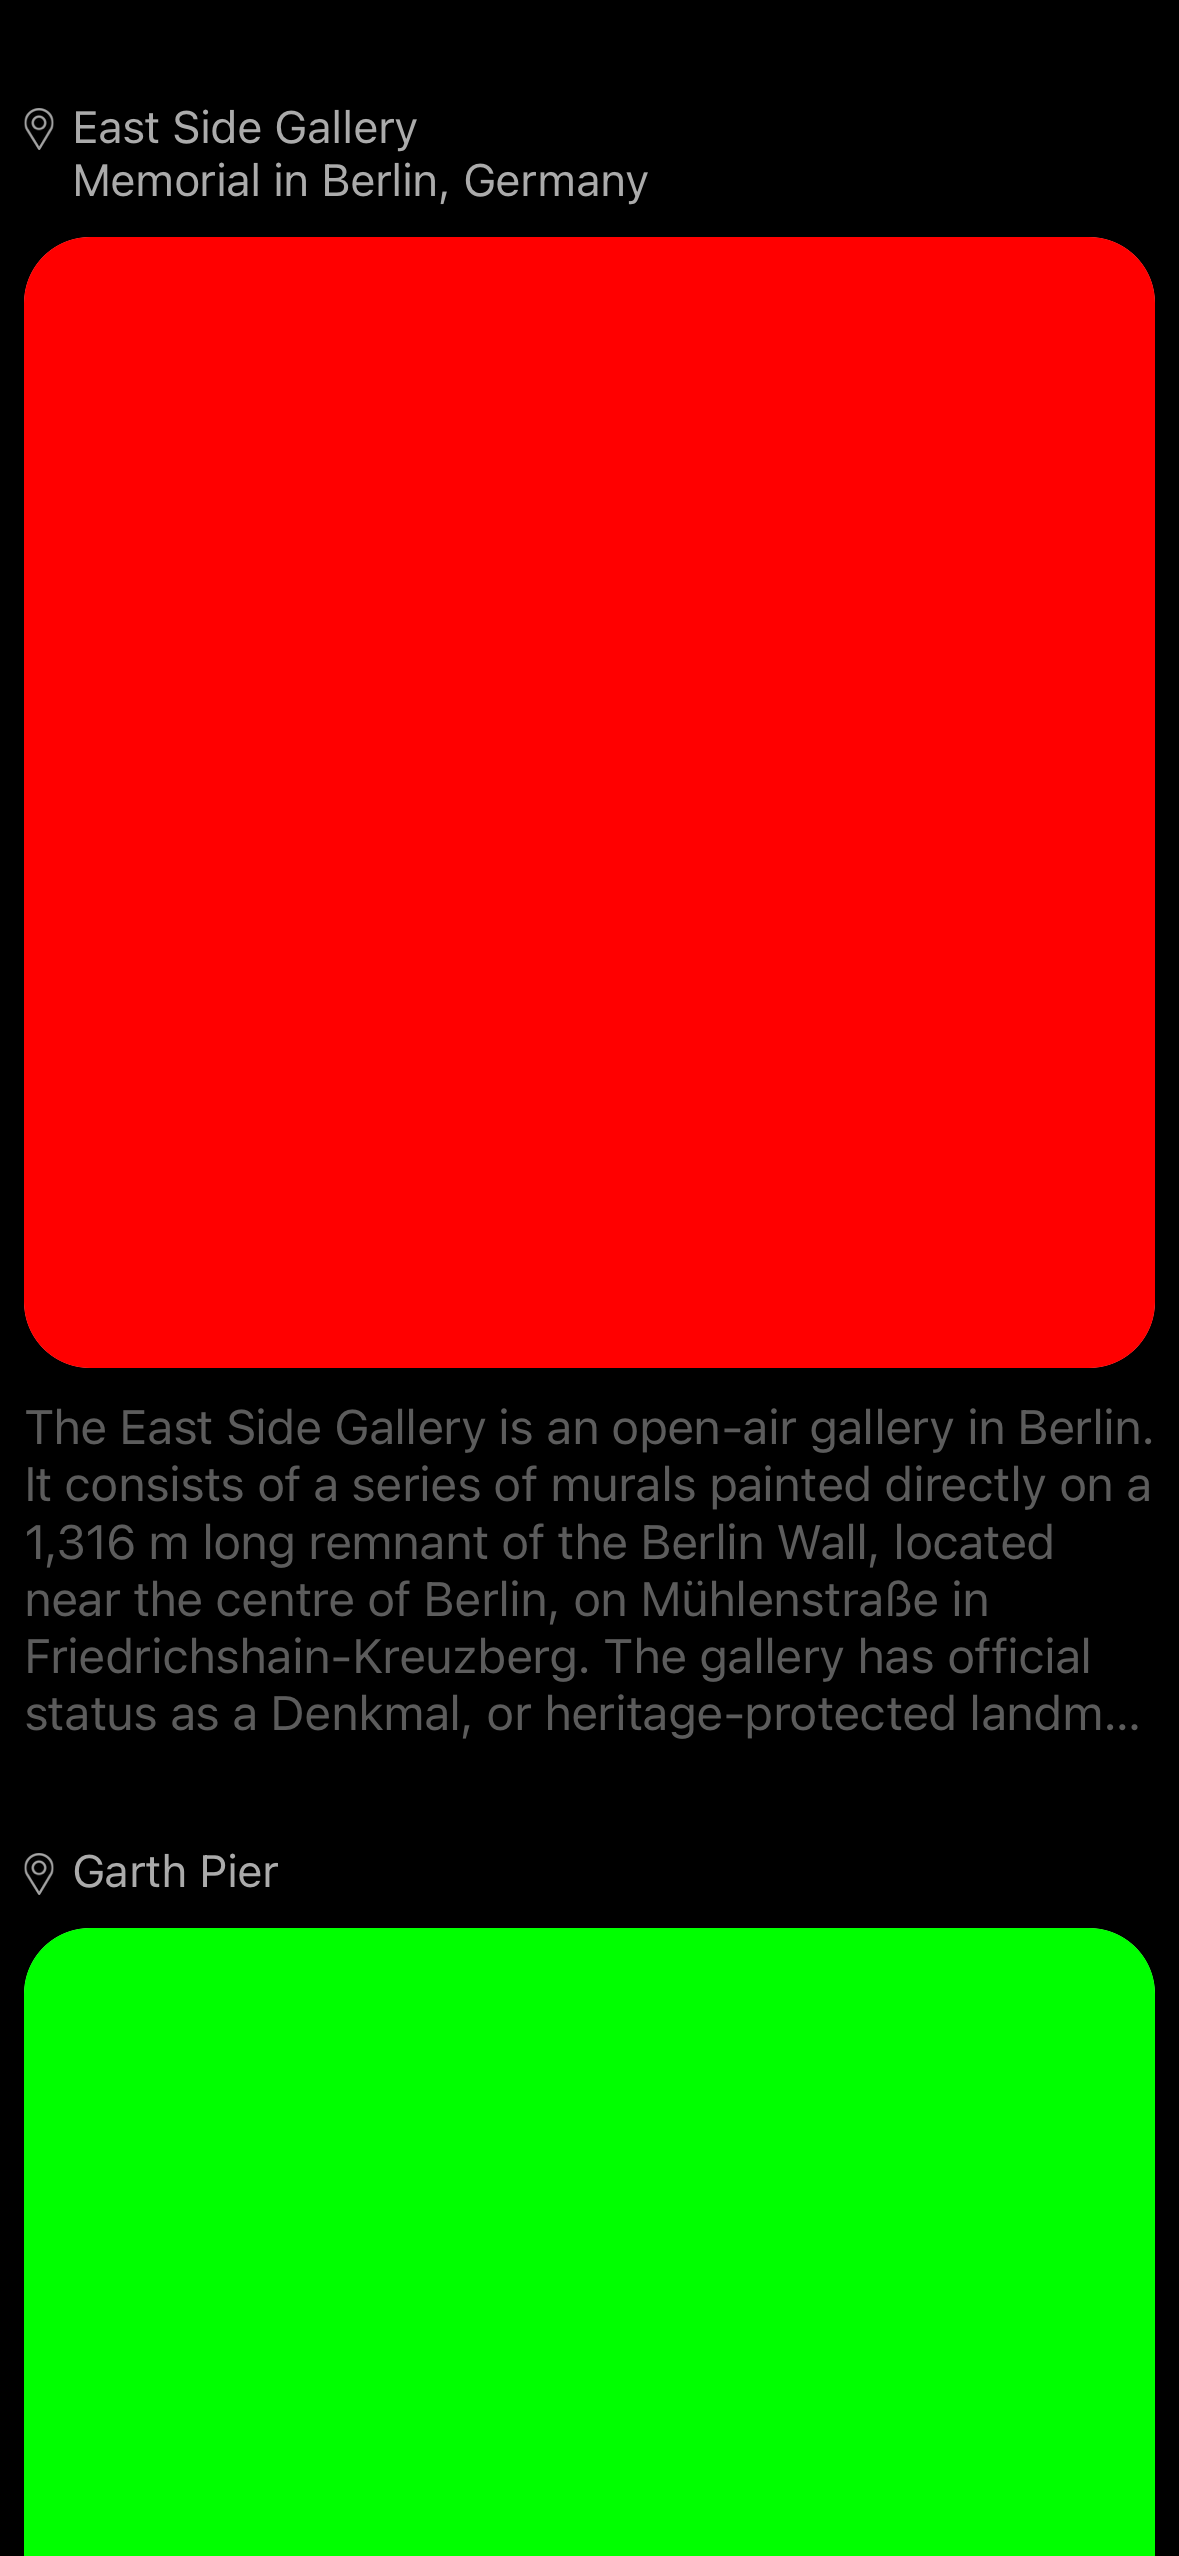 East Side Gallery
Memorial in Berlin, Germany
The East Side Gallery is an open-air gallery in Berlin.
It consists of a series of murals painted directly on a
1,316 m long remnant of the Berlin Wall, located
near the centre of Berlin, on Mühlenstraße in
Friedrichshain-Kreuzberg. The gallery has official
status as a Denkmal, or heritage-protected landm...
Garth Pier